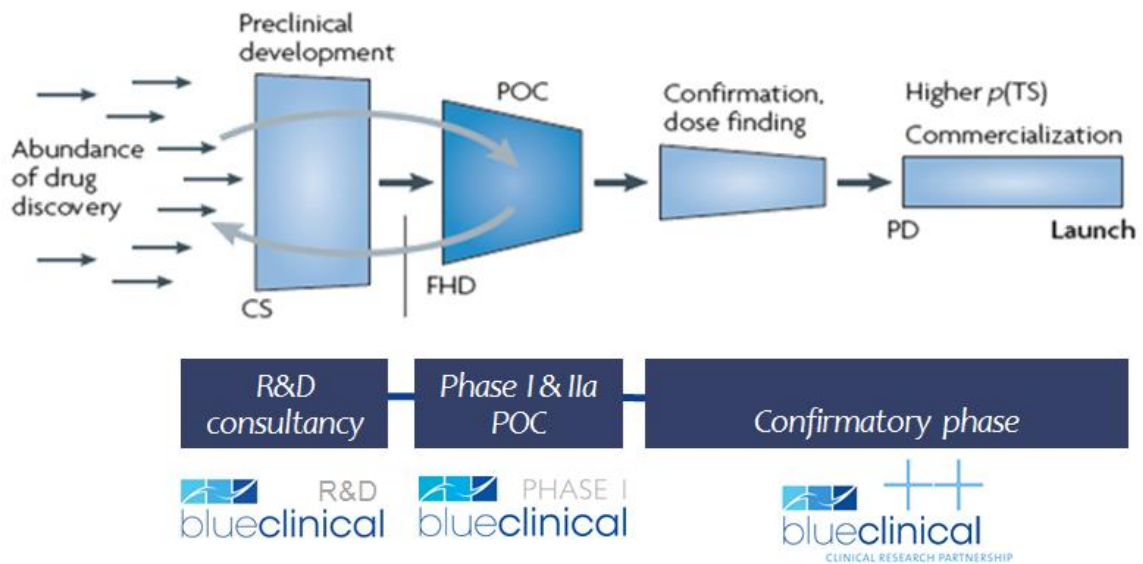 Preclinical
development
POC
Confirmation,
dose finding
Higher p(TS)
Commercialization
Abundance
of drug
discovery
CS
FHD
PD
Launch
R&D
consultancy
Phase I & IIa
POC
Confirmatory phase
R&D
blueclinical
PHASE I
blueclinical
blueclinical
CLINICAL RESEARCH PARTNERSHIP